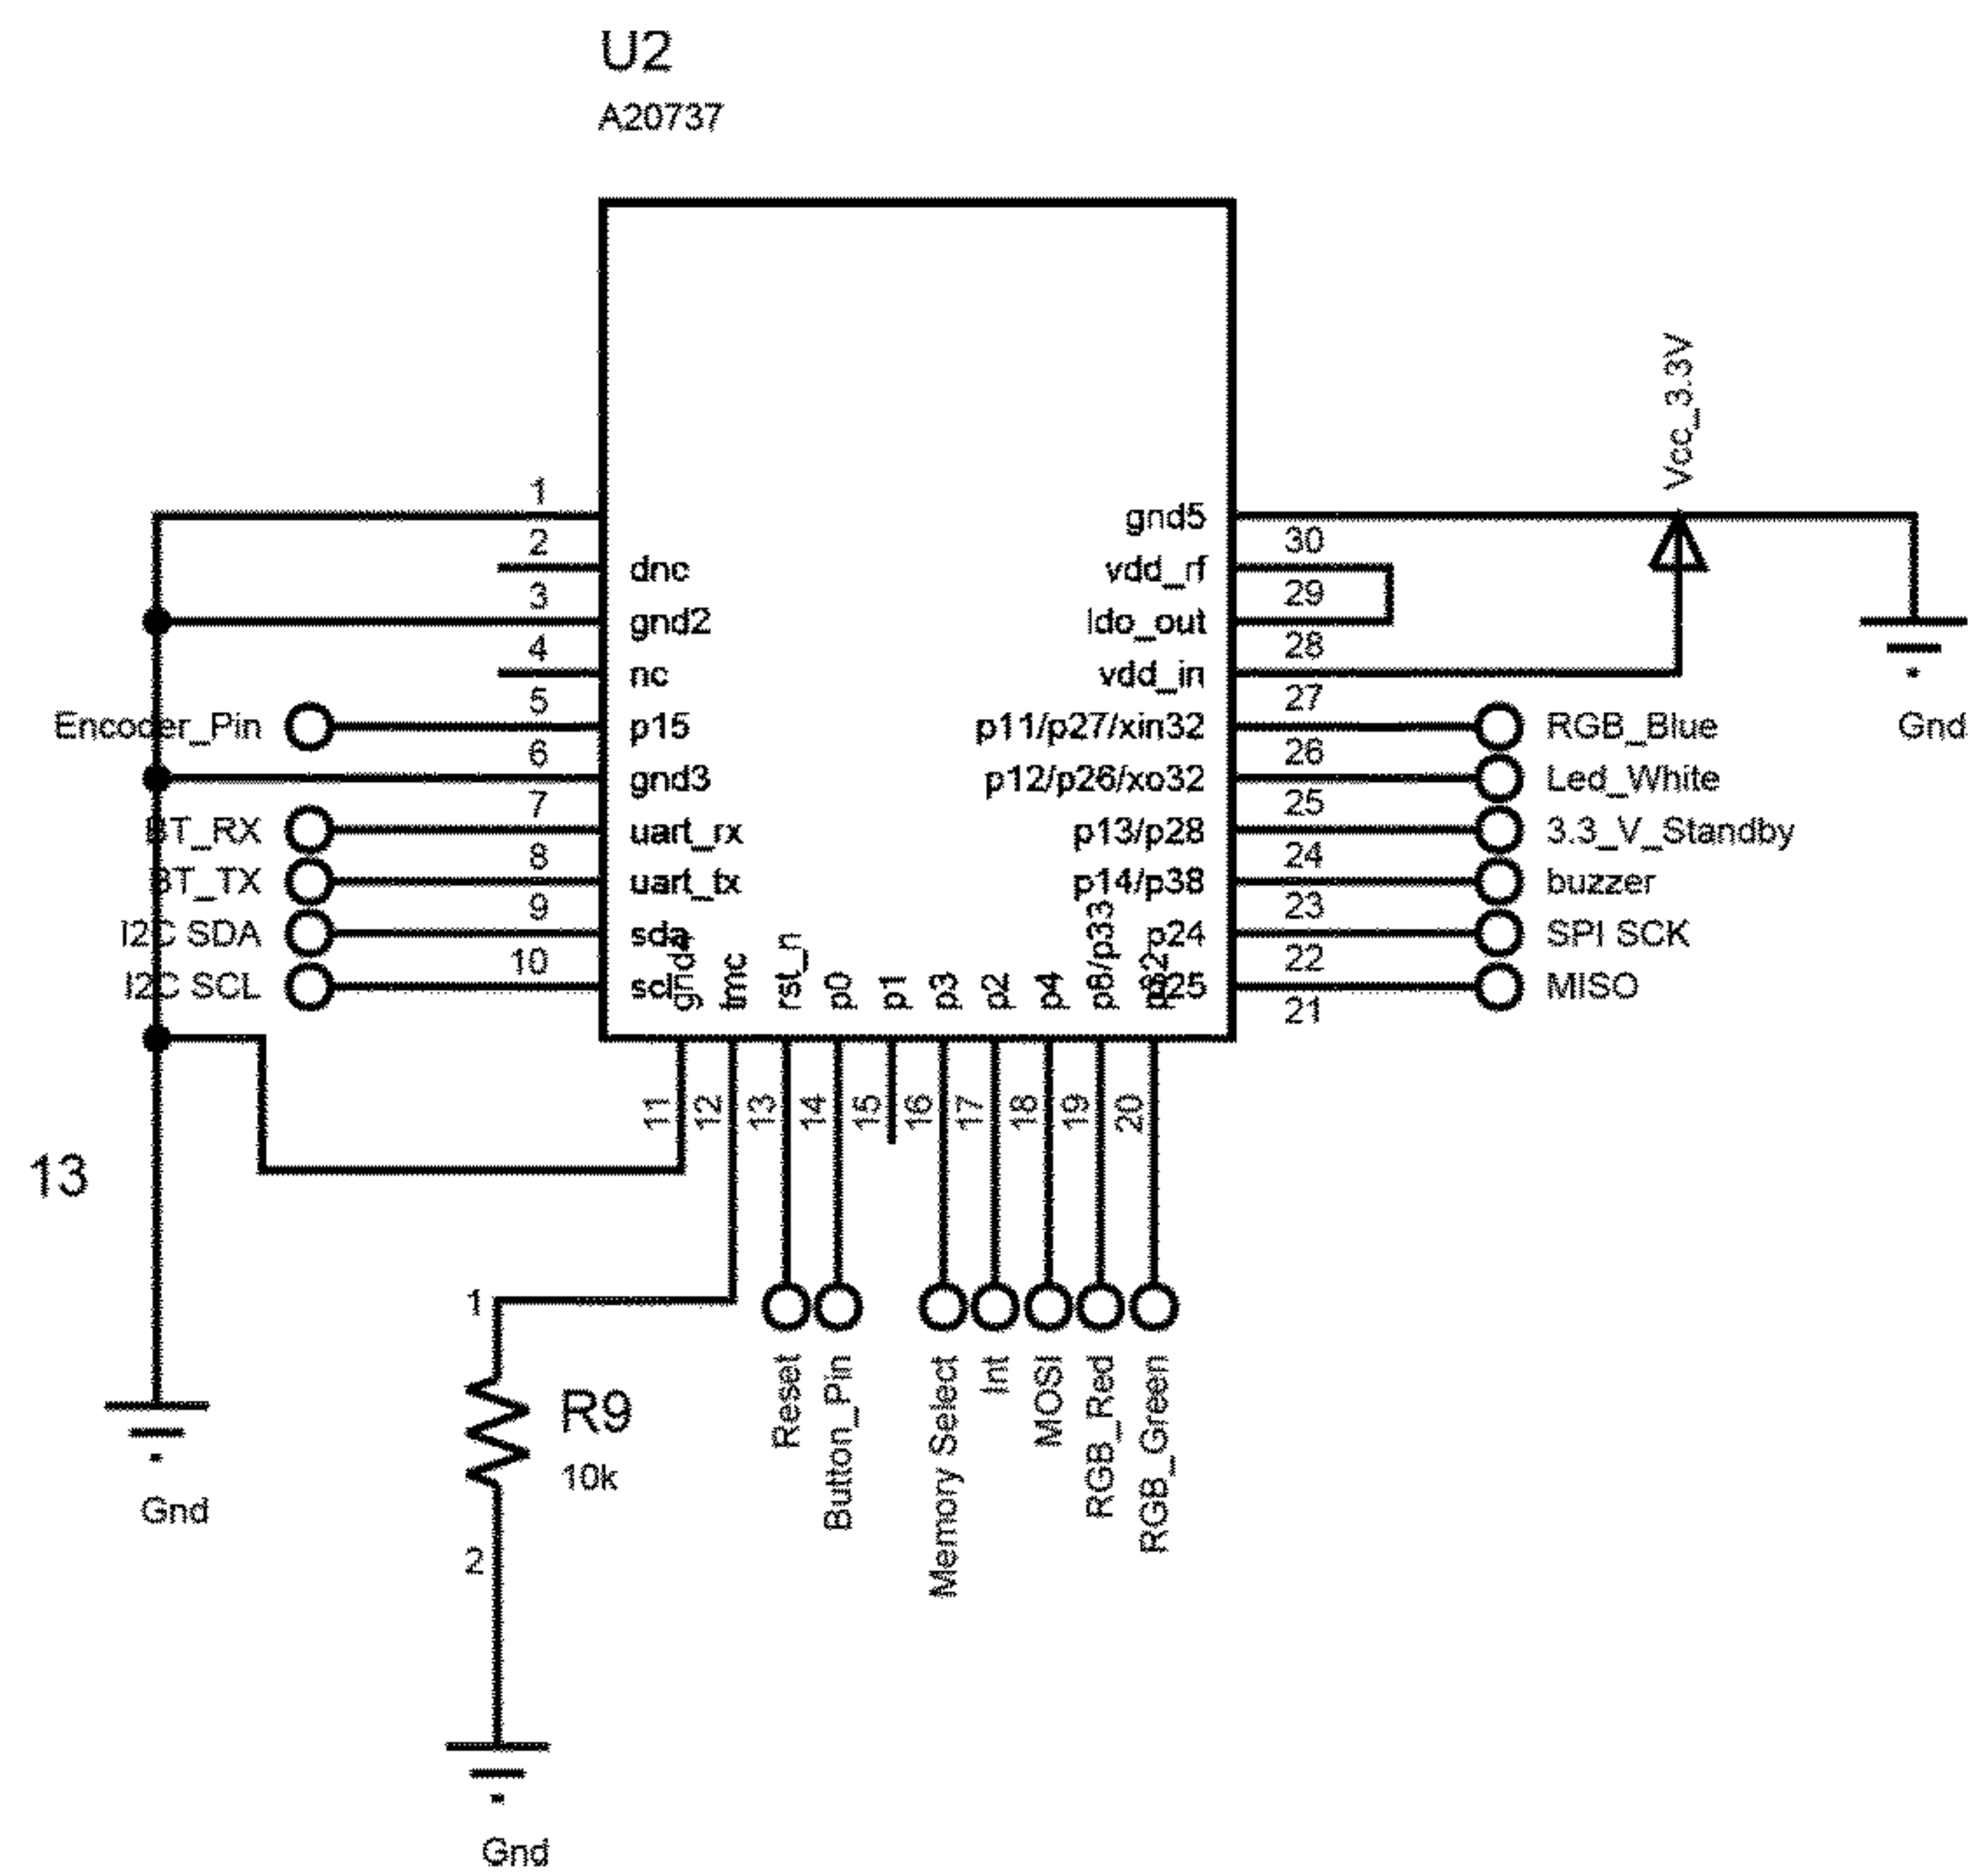 U2
A20737
Vcc_3.3V
1
gnd5
2
30
dnc
vdd_rf
3
29
gnd2
ldo_out
4
28
nc
vdd_in
5
27
Encoder_Pin
p15
p11/p27/xin32
RGB_Blue
Gnd
6
26
gnd3
p12/p26/xo32
Led_White
7
25
BT_RX
uart_rx
p13/p28
3.3_V_Standby
8
24
BT_TX
uart_tx
p14/p38
buzzer
9
23
I2C SDA
sda
p24
SPI SCK
10
22
I2C SCL
scl
p25
MISO
21
gnd4
tmc
rst_n
p0
p1
p3
p2
p4
p8/p33
11
12
13
14
15
16
17
18
19
20
13
1
R9
10k
2
Reset
Button_Pin
Memory Select
Int
MOSI
RGB_Red
RGB_Green
Gnd
Gnd